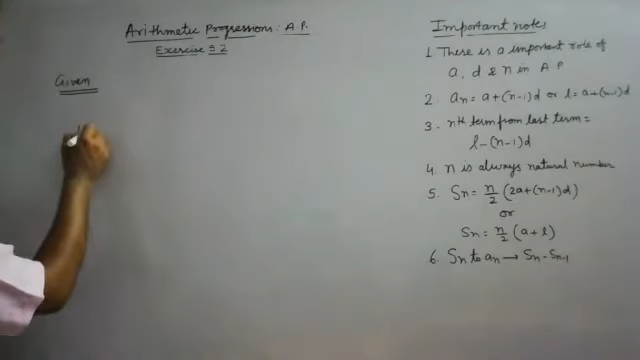 Arithmetic Progressions: A.P.
Exercise 5.2
Given
Important notes
1. There is a important role of
a, d & n in A.P
2. an = a+(n-1)d or l = a+(n-1)d
3. nth term from last term =
l-(n-1)d
4. n is always natural number
5. Sn = n/2 (2a+(n-1)d)
or
Sn = n/2 (a+l)
6. Sn to an → Sn - Sn-1